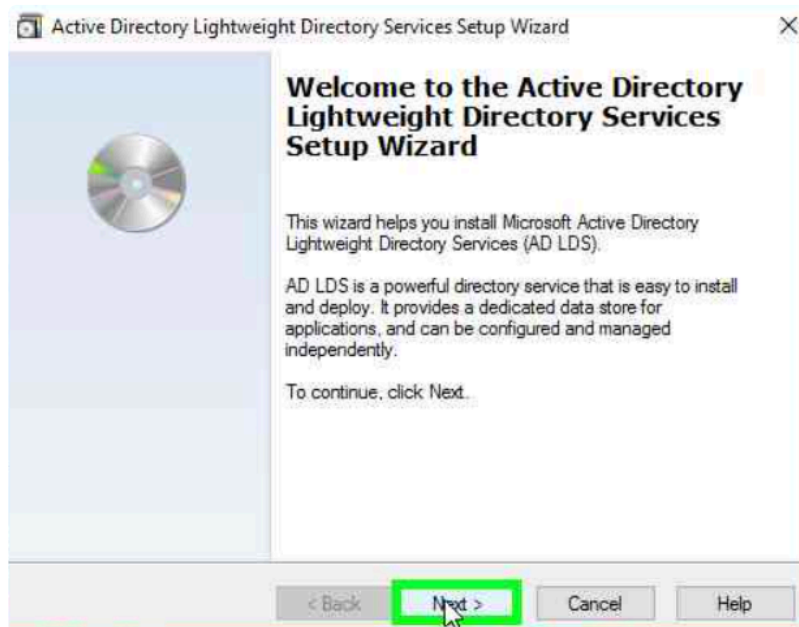 Active Directory Lightweight Directory Services Setup Wizard
Welcome to the Active Directory
Lightweight Directory Services
Setup Wizard
This wizard helps you install Microsoft Active Directory
Lightweight Directory Services (AD LDS).
AD LDS is a powerful directory service that is easy to install
and deploy. It provides a dedicated data store for
applications, and can be configured and managed
independently.
To continue, click Next.
< Back Next > Cancel Help